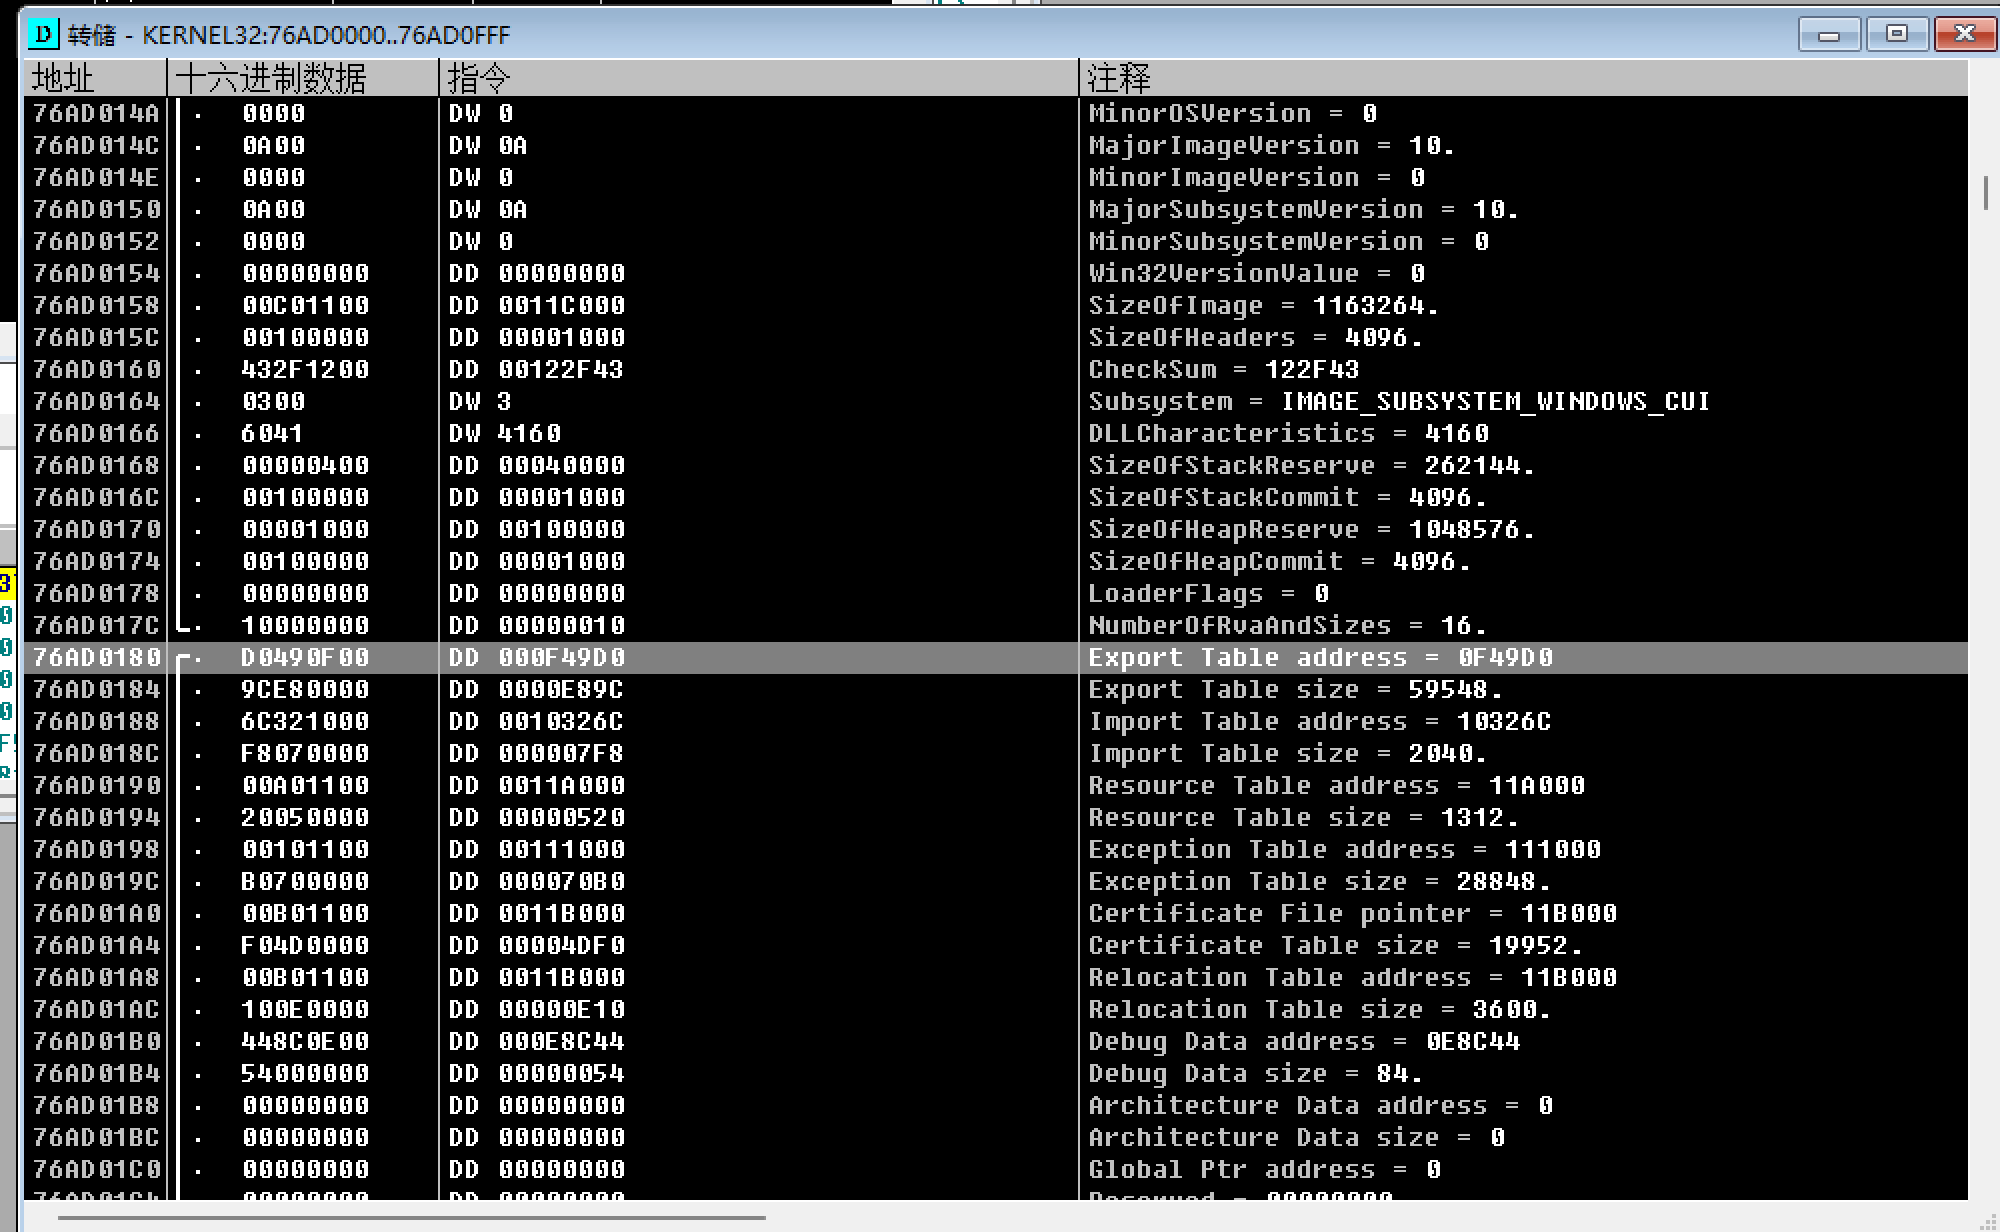 D 转储 - KERNEL32:76AD0000..76AD0FFF
地址 十六进制数据 指令 注释
76AD014A . 0000 DW 0 MinorOSVersion = 0
76AD014C . 0A00 DW 0A MajorImageVersion = 10.
76AD014E . 0000 DW 0 MinorImageVersion = 0
76AD0150 . 0A00 DW 0A MajorSubsystemVersion = 10.
76AD0152 . 0000 DW 0 MinorSubsystemVersion = 0
76AD0154 . 00000000 DD 00000000 Win32VersionValue = 0
76AD0158 . 00C01100 DD 0011C000 SizeOfImage = 1163264.
76AD015C . 00100000 DD 00001000 SizeOfHeaders = 4096.
76AD0160 . 432F1200 DD 00122F43 CheckSum = 122F43
76AD0164 . 0300 DW 3 Subsystem = IMAGE_SUBSYSTEM_WINDOWS_CUI
76AD0166 . 6041 DW 4160 DLLCharacteristics = 4160
76AD0168 . 00000400 DD 00040000 SizeOfStackReserve = 262144.
76AD016C . 00100000 DD 00001000 SizeOfStackCommit = 4096.
76AD0170 . 00001000 DD 00100000 SizeOfHeapReserve = 1048576.
76AD0174 . 00100000 DD 00001000 SizeOfHeapCommit = 4096.
76AD0178 . 00000000 DD 00000000 LoaderFlags = 0
76AD017C . 10000000 DD 00000010 NumberOfRvaAndSizes = 16.
76AD0180 . D0490F00 DD 000F49D0 Export Table address = 0F49D0
76AD0184 . 9CE80000 DD 0000E89C Export Table size = 59548.
76AD0188 . 6C321000 DD 0010326C Import Table address = 10326C
76AD018C . F8070000 DD 000007F8 Import Table size = 2040.
76AD0190 . 00A01100 DD 0011A000 Resource Table address = 11A000
76AD0194 . 20050000 DD 00000520 Resource Table size = 1312.
76AD0198 . 00101100 DD 00111000 Exception Table address = 111000
76AD019C . B0700000 DD 000070B0 Exception Table size = 28848.
76AD01A0 . 00B01100 DD 0011B000 Certificate File pointer = 11B000
76AD01A4 . F04D0000 DD 00004DF0 Certificate Table size = 19952.
76AD01A8 . 00B01100 DD 0011B000 Relocation Table address = 11B000
76AD01AC . 100E0000 DD 00000E10 Relocation Table size = 3600.
76AD01B0 . 448C0E00 DD 000E8C44 Debug Data address = 0E8C44
76AD01B4 . 54000000 DD 00000054 Debug Data size = 84.
76AD01B8 . 00000000 DD 00000000 Architecture Data address = 0
76AD01BC . 00000000 DD 00000000 Architecture Data size = 0
76AD01C0 . 00000000 DD 00000000 Global Ptr address = 0